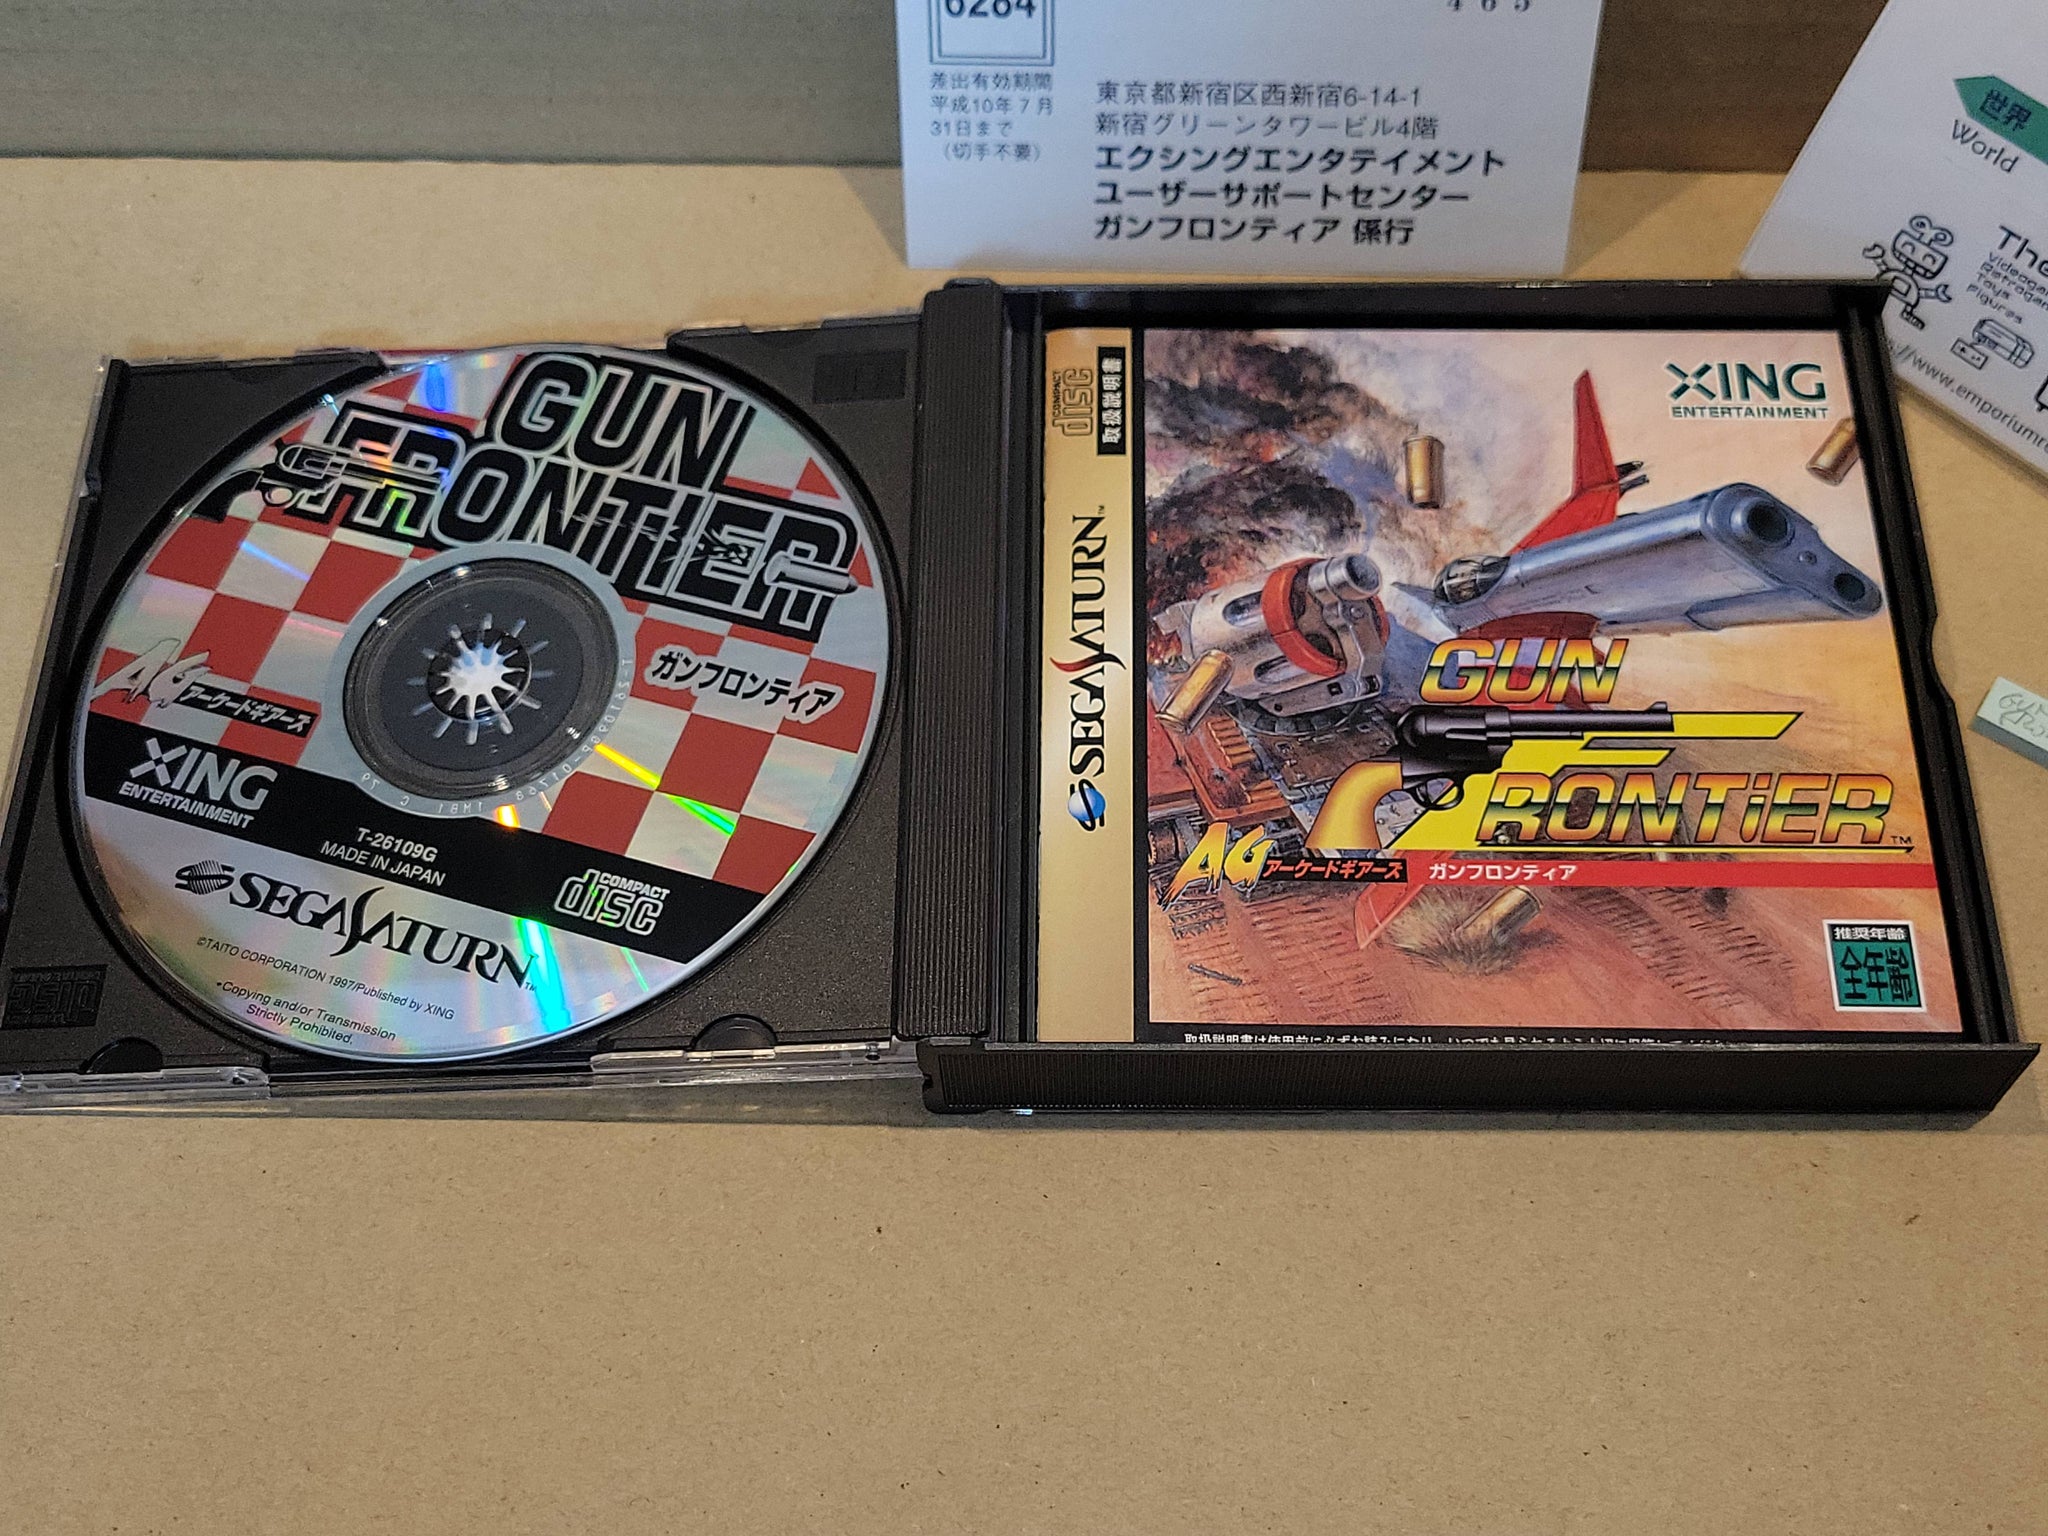 6284
465
差出有効期間
平成10年7月
31日まで
(切手不要)
東京都新宿区西新宿6-14-1
新宿グリーンタワービル4階
エクシングエンタテイメント
ユーザーサポートセンター
ガンフロンティア 係行
世界
World
GUN
FRONTIER
ガンフロンティア
AG
アーケードギアーズ
XING
ENTERTAINMENT
T-26109G
MADE IN JAPAN
COMPACT
disc
SEGA SATURN™
©TAITO CORPORATION 1997/Published by XING
•Copying and/or Transmission
Strictly Prohibited.
COMPACT
disc
取扱説明書
SEGA SATURN™
XING
ENTERTAINMENT
GUN
FRONTiER™
AG
アーケードギアーズ
ガンフロンティア
推奨年齢
全年齢